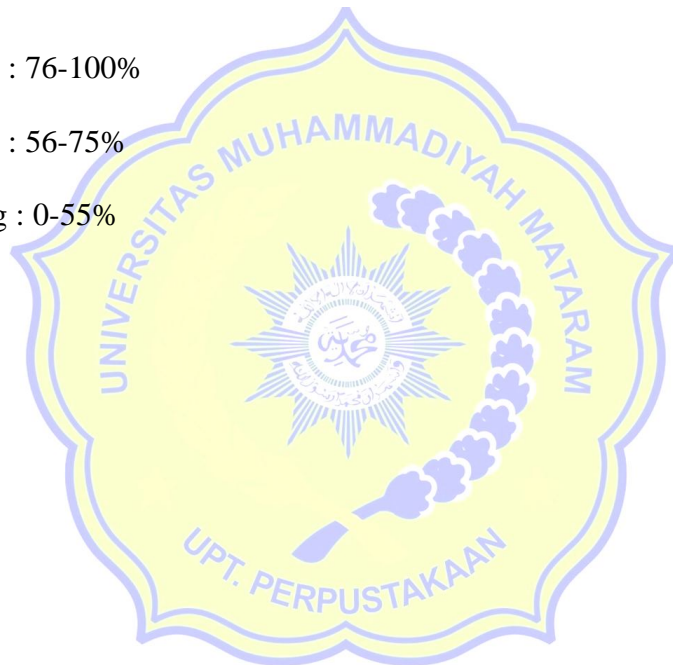 : 76-100%
: 56-75%
g : 0-55%
UNIVERSITAS MUHAMMADIYAH MATARAM
UPT. PERPUSTAKAAN